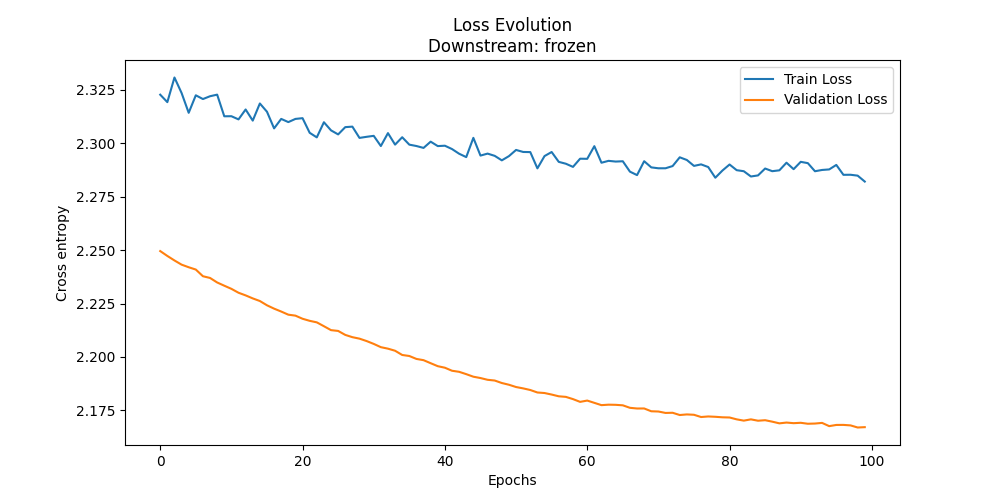 Loss Evolution
Downstream: frozen
Train Loss
Validation Loss
Cross entropy
2.325
2.300
2.275
2.250
2.225
2.200
2.175
0 20 40 60 80 100
Epochs